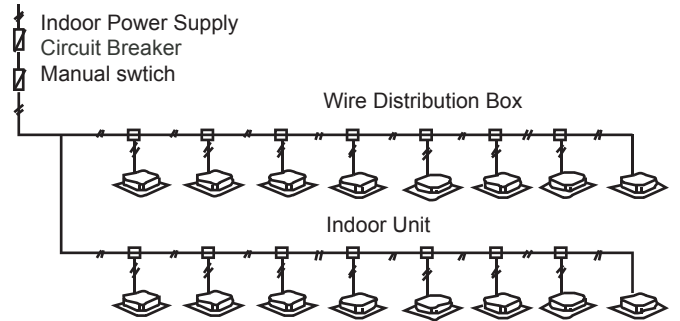 Indoor Power Supply
Circuit Breaker
Manual swtich
Wire Distribution Box
Indoor Unit